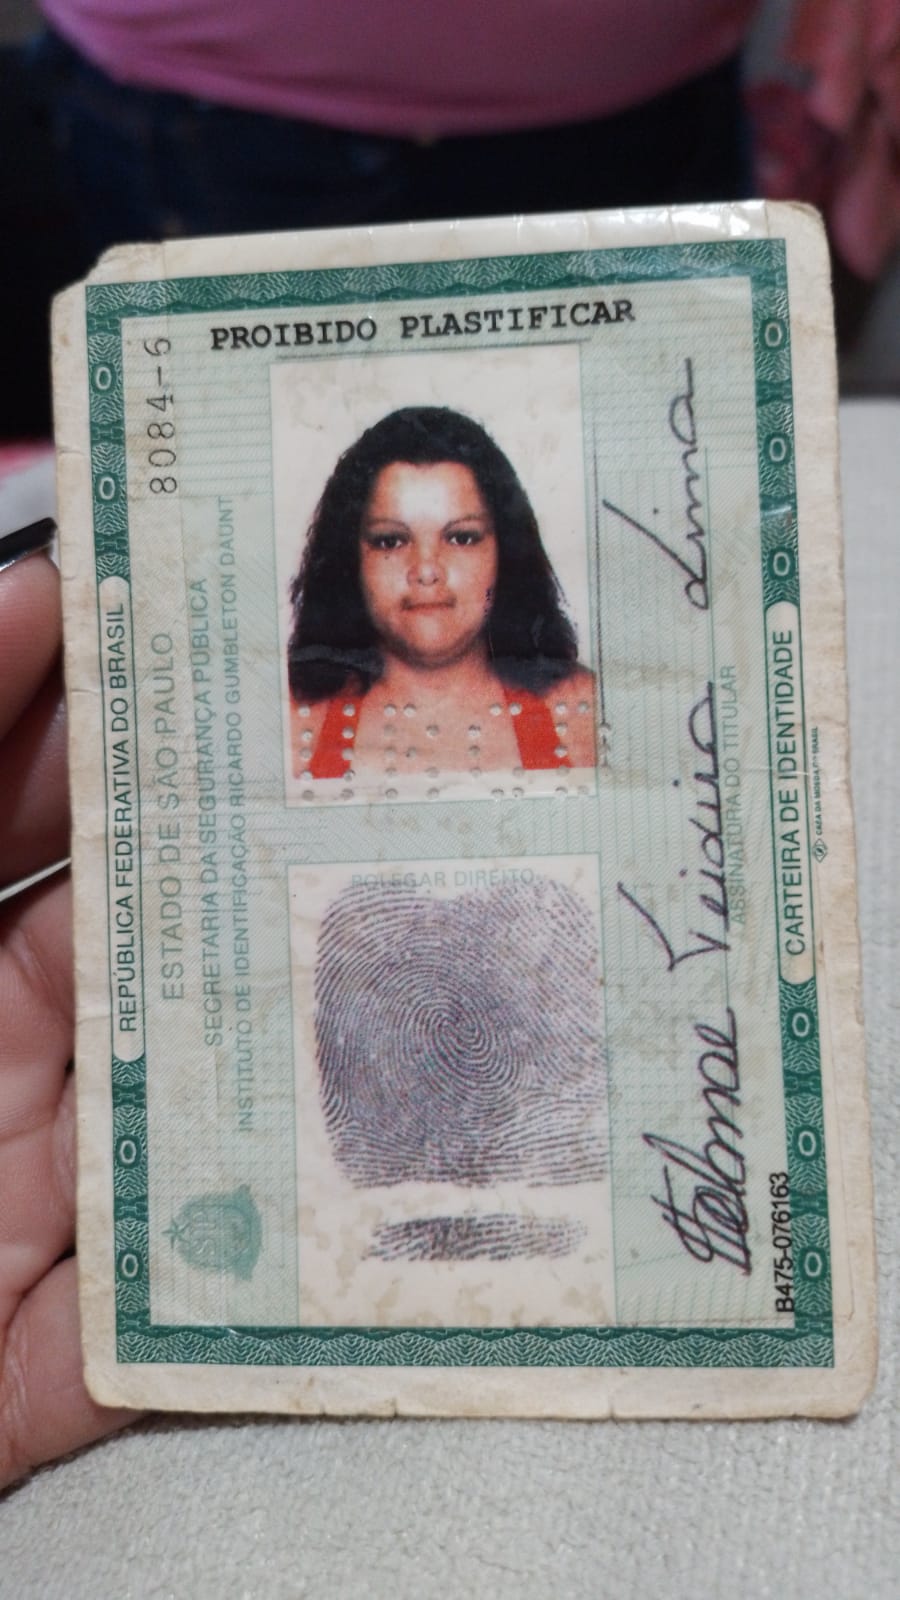 PROIBIDO PLASTIFICAR
8084-6
REPÚBLICA FEDERATIVA DO BRASIL
ESTADO DE SÃO PAULO
SECRETARIA DA SEGURANÇA PÚBLICA
INSTITUTO DE IDENTIFICAÇÃO RICARDO GUMBLETON DAUNT
POLEGAR DIREITO
Lima
ASSINATURA DO TITULAR
CARTEIRA DE IDENTIDADE
CASA DA MOEDA DO BRASIL
B475-076163